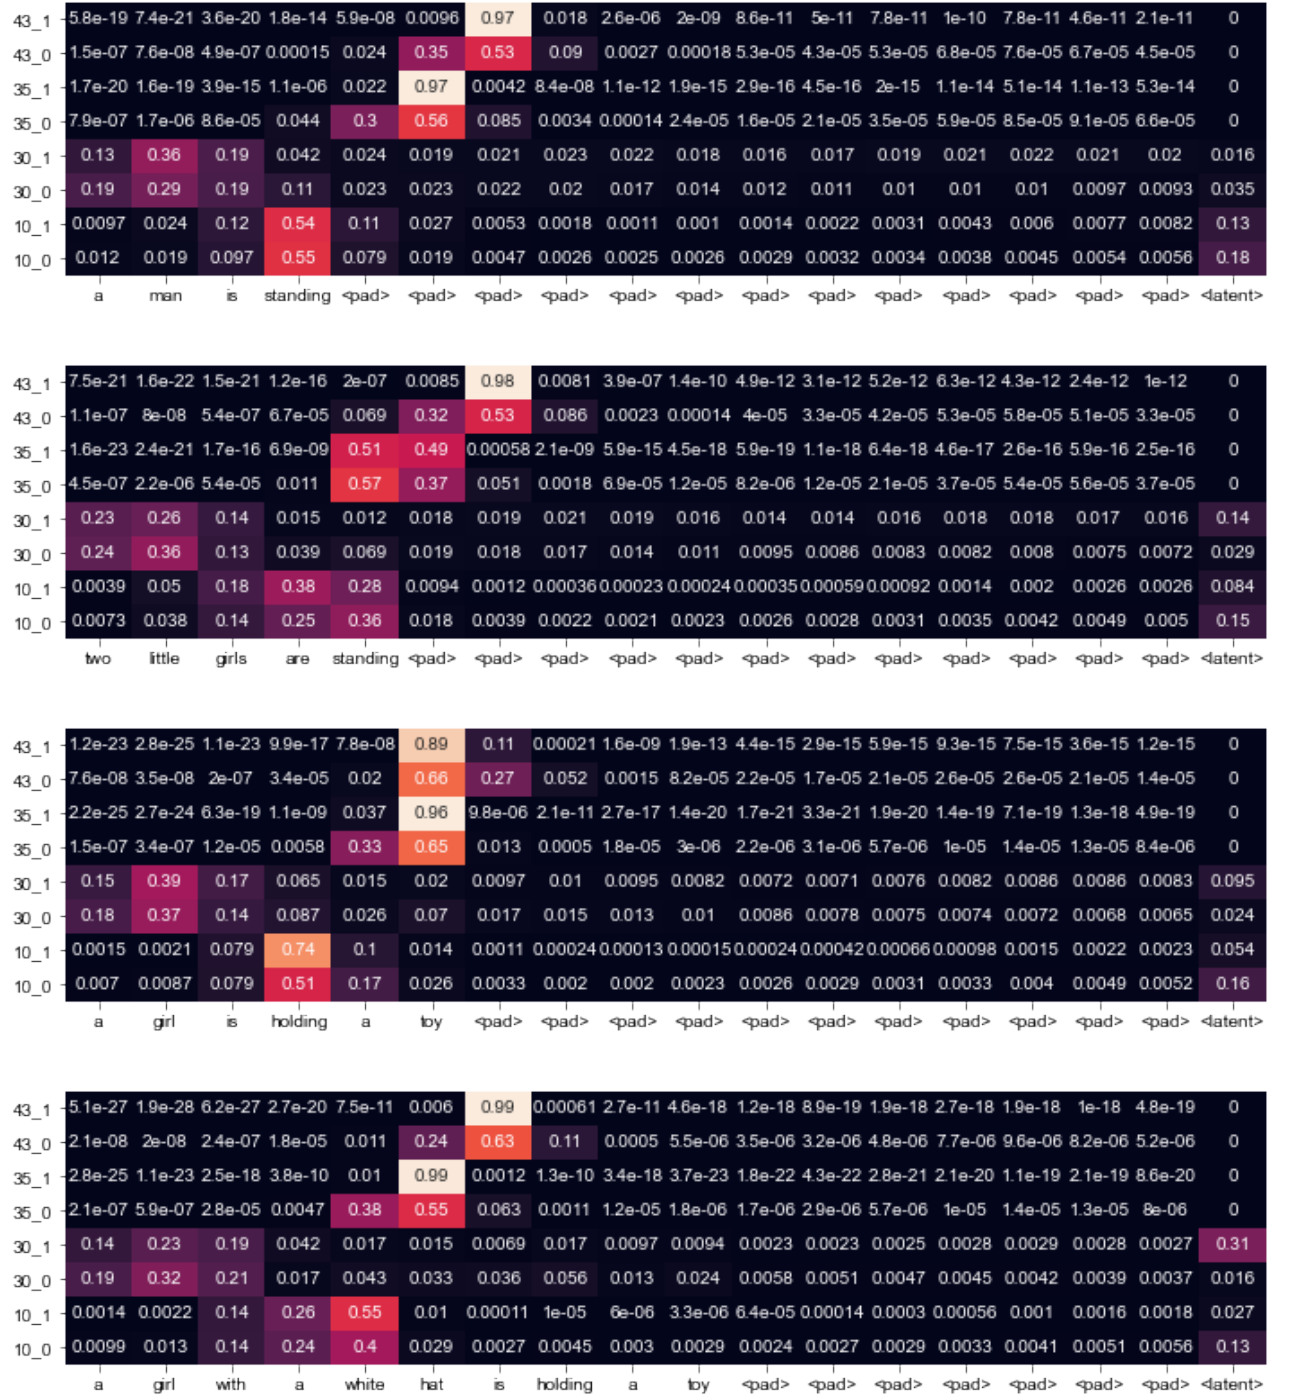 43_1 5.8e-19 7.4e-21 3.6e-20 1.8e-14 5.9e-08 0.0096 0.97 0.018 2.6e-06 2e-09 8.6e-11 5e-11 7.8e-11 1e-10 7.8e-11 4.6e-11 2.1e-11 0
43_0 1.5e-07 7.6e-08 4.9e-07 0.00015 0.024 0.35 0.53 0.09 0.0027 0.00018 5.3e-05 4.3e-05 5.3e-05 6.8e-05 7.6e-05 6.7e-05 4.5e-05 0
35_1 1.7e-20 1.6e-19 3.9e-15 1.1e-06 0.022 0.97 0.0042 8.4e-08 1.1e-12 1.9e-15 2.9e-16 4.5e-16 2e-15 1.1e-14 5.1e-14 1.1e-13 5.3e-14 0
35_0 7.9e-07 1.7e-06 8.6e-05 0.044 0.3 0.56 0.085 0.0034 0.00014 2.4e-05 1.6e-05 2.1e-05 3.5e-05 5.9e-05 8.5e-05 9.1e-05 6.6e-05 0
30_1 0.13 0.36 0.19 0.042 0.024 0.019 0.021 0.023 0.022 0.018 0.016 0.017 0.019 0.021 0.022 0.021 0.02 0.016
30_0 0.19 0.29 0.19 0.11 0.023 0.023 0.022 0.02 0.017 0.014 0.012 0.011 0.01 0.01 0.01 0.0097 0.0093 0.035
10_1 0.0097 0.024 0.12 0.54 0.11 0.027 0.0053 0.0018 0.0011 0.001 0.0014 0.0022 0.0031 0.0043 0.006 0.0077 0.0082 0.13
10_0 0.012 0.019 0.097 0.55 0.079 0.019 0.0047 0.0026 0.0025 0.0026 0.0029 0.0032 0.0034 0.0038 0.0045 0.0054 0.0056 0.18
a man is standing <pad> <pad> <pad> <pad> <pad> <pad> <pad> <pad> <pad> <pad> <pad> <pad> <pad> <latent>
43_1 7.5e-21 1.6e-22 1.5e-21 1.2e-16 2e-07 0.0085 0.98 0.0081 3.9e-07 1.4e-10 4.9e-12 3.1e-12 5.2e-12 6.3e-12 4.3e-12 2.4e-12 1e-12 0
43_0 1.1e-07 8e-08 5.4e-07 6.7e-05 0.069 0.32 0.53 0.086 0.0023 0.00014 4e-05 3.3e-05 4.2e-05 5.3e-05 5.8e-05 5.1e-05 3.3e-05 0
35_1 1.6e-23 2.4e-21 1.7e-16 6.9e-09 0.51 0.49 0.00058 2.1e-09 5.9e-15 4.5e-18 5.9e-19 1.1e-18 6.4e-18 4.6e-17 2.6e-16 5.9e-16 2.5e-16 0
35_0 4.5e-07 2.2e-06 5.4e-05 0.011 0.57 0.37 0.051 0.0018 6.9e-05 1.2e-05 8.2e-06 1.2e-05 2.1e-05 3.7e-05 5.4e-05 5.6e-05 3.7e-05 0
30_1 0.23 0.26 0.14 0.015 0.012 0.018 0.019 0.021 0.019 0.016 0.014 0.014 0.016 0.018 0.018 0.017 0.016 0.14
30_0 0.24 0.36 0.13 0.039 0.069 0.019 0.018 0.017 0.014 0.011 0.0095 0.0086 0.0083 0.0082 0.008 0.0075 0.0072 0.029
10_1 0.0039 0.05 0.18 0.38 0.28 0.0094 0.0012 0.00036 0.00023 0.00024 0.00035 0.00059 0.00092 0.0014 0.002 0.0026 0.0026 0.084
10_0 0.0073 0.038 0.14 0.25 0.36 0.018 0.0039 0.0022 0.0021 0.0023 0.0026 0.0028 0.0031 0.0035 0.0042 0.0049 0.005 0.15
two little girls are standing <pad> <pad> <pad> <pad> <pad> <pad> <pad> <pad> <pad> <pad> <pad> <pad> <latent>
43_1 1.2e-23 2.8e-25 1.1e-23 9.9e-17 7.8e-08 0.89 0.11 0.00021 1.6e-09 1.9e-13 4.4e-15 2.9e-15 5.9e-15 9.3e-15 7.5e-15 3.6e-15 1.2e-15 0
43_0 7.6e-08 3.5e-08 2e-07 3.4e-05 0.02 0.66 0.27 0.052 0.0015 8.2e-05 2.2e-05 1.7e-05 2.1e-05 2.6e-05 2.6e-05 2.1e-05 1.4e-05 0
35_1 2.2e-25 2.7e-24 6.3e-19 1.1e-09 0.037 0.96 9.8e-06 2.1e-11 2.7e-17 1.4e-20 1.7e-21 3.3e-21 1.9e-20 1.4e-19 7.1e-19 1.3e-18 4.9e-19 0
35_0 1.5e-07 3.4e-07 1.2e-05 0.0058 0.33 0.65 0.013 0.0005 1.8e-05 3e-06 2.2e-06 3.1e-06 5.7e-06 1e-05 1.4e-05 1.3e-05 8.4e-06 0
30_1 0.15 0.39 0.17 0.065 0.015 0.02 0.0097 0.01 0.0095 0.0082 0.0072 0.0071 0.0076 0.0082 0.0086 0.0086 0.0083 0.095
30_0 0.18 0.37 0.14 0.087 0.026 0.07 0.017 0.015 0.013 0.01 0.0086 0.0078 0.0075 0.0074 0.0072 0.0068 0.0065 0.024
10_1 0.0015 0.0021 0.079 0.74 0.1 0.014 0.0011 0.00024 0.00013 0.00015 0.00024 0.00042 0.00066 0.00098 0.0015 0.0022 0.0023 0.054
10_0 0.007 0.0087 0.079 0.51 0.17 0.026 0.0033 0.002 0.002 0.0023 0.0026 0.0029 0.0031 0.0033 0.004 0.0049 0.0052 0.16
a girl is holding a toy <pad> <pad> <pad> <pad> <pad> <pad> <pad> <pad> <pad> <pad> <pad> <latent>
43_1 5.1e-27 1.9e-28 6.2e-27 2.7e-20 7.5e-11 0.006 0.99 0.00061 2.7e-11 4.6e-18 1.2e-18 8.9e-19 1.9e-18 2.7e-18 1.9e-18 1e-18 4.8e-19 0
43_0 2.1e-08 2e-08 2.4e-07 1.8e-05 0.011 0.24 0.63 0.11 0.0005 5.5e-06 3.5e-06 3.2e-06 4.8e-06 7.7e-06 9.6e-06 8.2e-06 5.2e-06 0
35_1 2.8e-25 1.1e-23 2.5e-18 3.8e-10 0.01 0.99 0.0012 1.3e-10 3.4e-18 3.7e-23 1.8e-22 4.3e-22 2.8e-21 2.1e-20 1.1e-19 2.1e-19 8.6e-20 0
35_0 2.1e-07 5.9e-07 2.8e-05 0.0047 0.38 0.55 0.063 0.0011 1.2e-05 1.8e-06 1.7e-06 2.9e-06 5.7e-06 1e-05 1.4e-05 1.3e-05 8e-06 0
30_1 0.14 0.23 0.19 0.042 0.017 0.015 0.0069 0.017 0.0097 0.0094 0.0023 0.0023 0.0025 0.0028 0.0029 0.0028 0.0027 0.31
30_0 0.19 0.32 0.21 0.017 0.043 0.033 0.036 0.056 0.013 0.024 0.0058 0.0051 0.0047 0.0045 0.0042 0.0039 0.0037 0.016
10_1 0.0014 0.0022 0.14 0.26 0.55 0.01 0.00011 1e-05 6e-06 3.3e-06 6.4e-05 0.00014 0.0003 0.00056 0.001 0.0016 0.0018 0.027
10_0 0.0099 0.013 0.14 0.24 0.4 0.029 0.0027 0.0045 0.003 0.0029 0.0024 0.0027 0.0029 0.0033 0.0041 0.0051 0.0056 0.13
a girl with a white hat is holding a toy <pad> <pad> <pad> <pad> <pad> <pad> <pad> <latent>